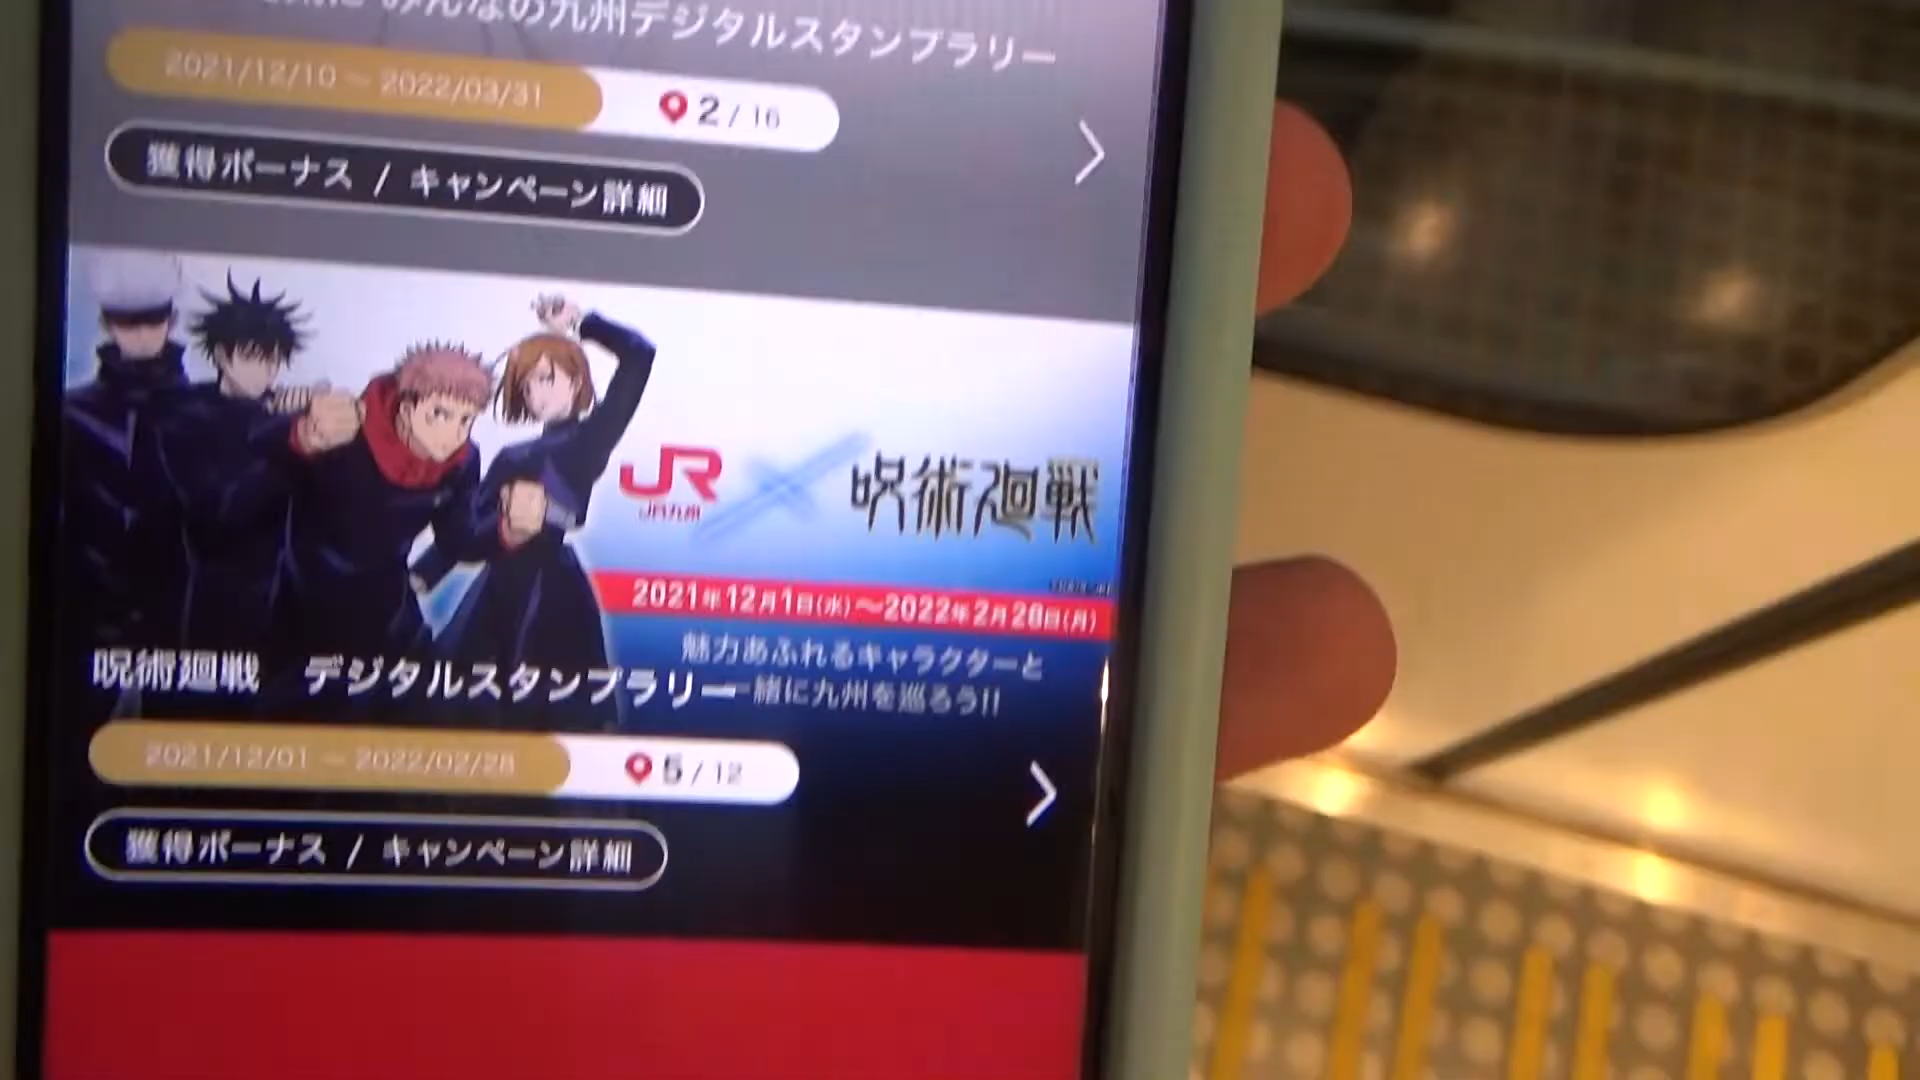 みんなの九州デジタルスタンプラリー
2021/12/10 ~ 2022/03/31
2 / 16
獲得ボーナス / キャンペーン詳細
JR
JR九州
呪術廻戦
2021年12月1日(水)~2022年2月28日(月)
魅力あふれるキャラクターと
一緒に九州を巡ろう!!
呪術廻戦 デジタルスタンプラリー
2021/12/01 ~ 2022/02/28
5 / 12
獲得ボーナス / キャンペーン詳細